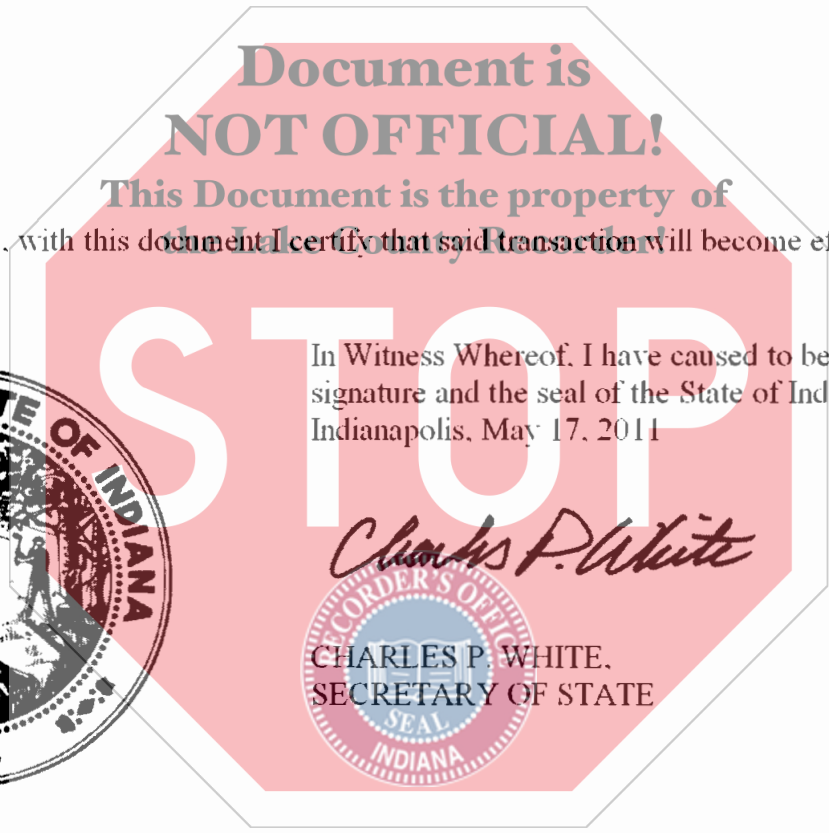 Document is
NOT OFFICIAL!
This Document is the property of
the Lake County Recorder!
, with this document I certify that said transaction will become ef
STOP
In Witness Whereof, I have caused to be
signature and the seal of the State of Ind
Indianapolis, May 17, 2011
E OF INDIANA
Charles P. White
RECORDER'S OFFICE
SEAL
INDIANA
CHARLES P. WHITE,
SECRETARY OF STATE